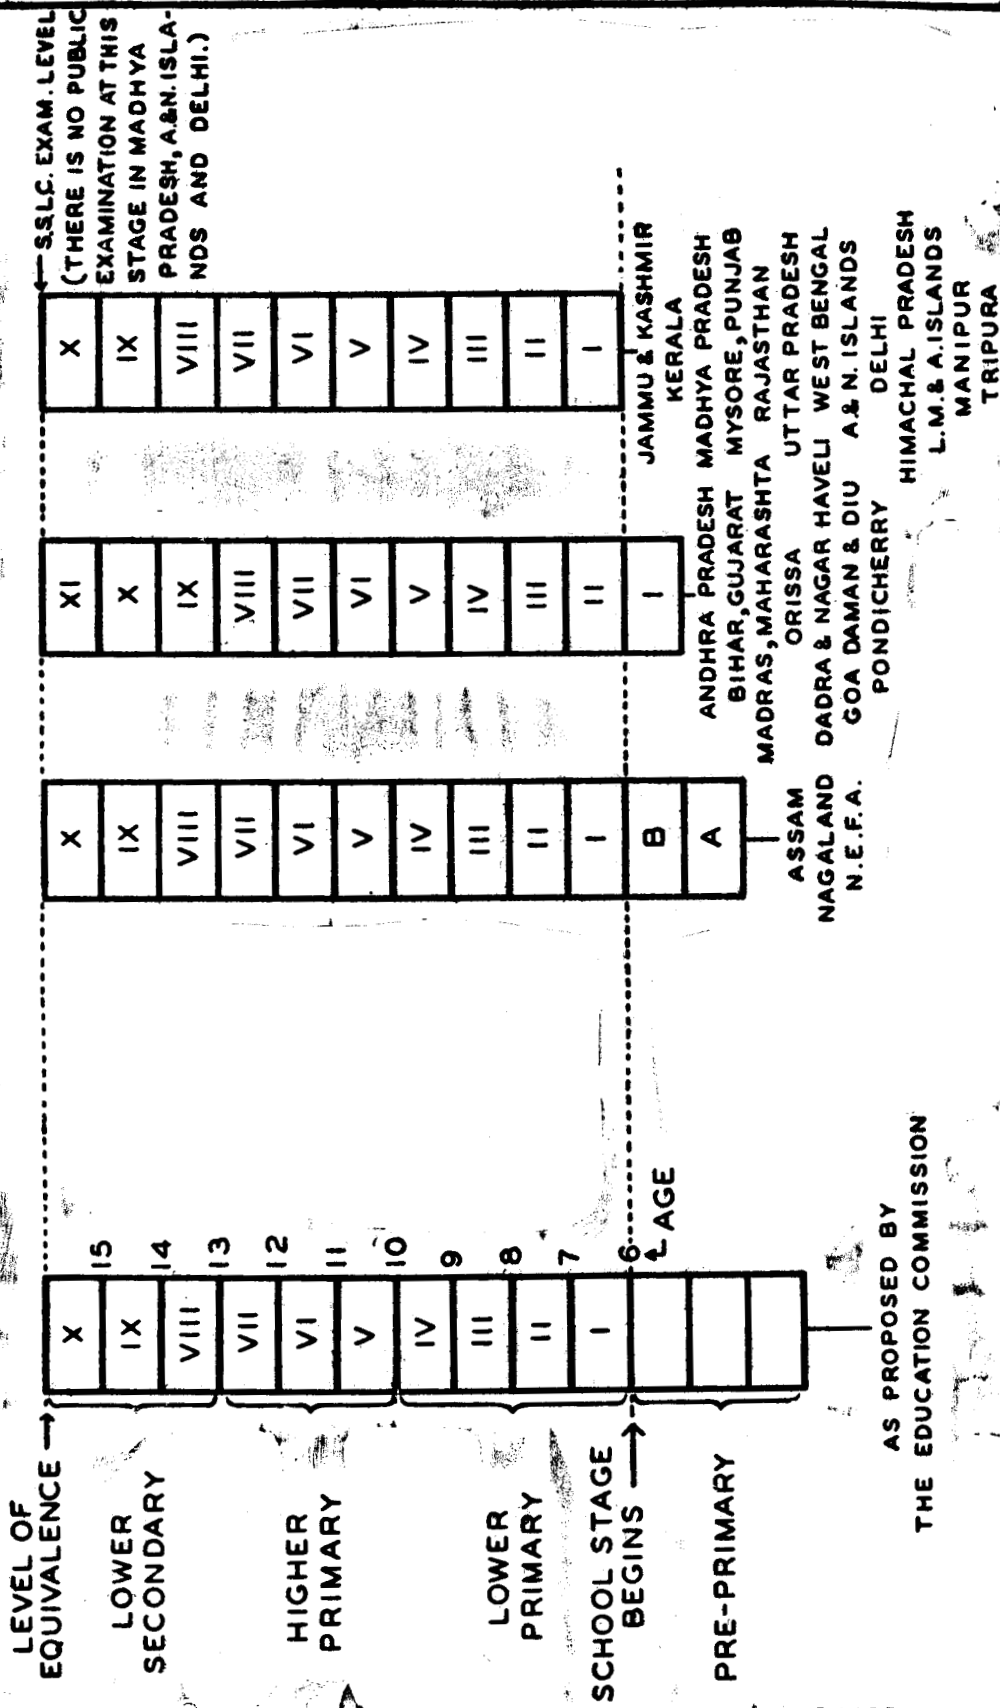 LEVEL OF
EQUIVALENCE →
LOWER
SECONDARY
HIGHER
PRIMARY
LOWER
PRIMARY
SCHOOL STAGE
BEGINS →
PRE-PRIMARY
X
IX
VIII
VII
VI
V
IV
III
II
I
15
14
13
12
11
10
9
8
7
6
AGE
AS PROPOSED BY
THE EDUCATION COMMISSION
X
IX
VIII
VII
VI
V
IV
III
II
I
B
A
ASSAM
NAGALAND
N.E.F.A.
XI
X
IX
VIII
VII
VI
V
IV
III
II
I
ANDHRA PRADESH MADHYA PRADESH
BIHAR, GUJARAT MYSORE, PUNJAB
MADRAS, MAHARASHTA RAJASTHAN
ORISSA UTTAR PRADESH
DADRA & NAGAR HAVELI WEST BENGAL
GOA DAMAN & DIU A.& N. ISLANDS
PONDICHERRY DELHI
HIMACHAL PRADESH
L.M.& A.ISLANDS
MANIPUR
TRIPURA
X
IX
VIII
VII
VI
V
IV
III
II
I
JAMMU & KASHMIR
KERALA
← S.S.L.C. EXAM. LEVEL
(THERE IS NO PUBLIC
EXAMINATION AT THIS
STAGE IN MADHYA
PRADESH, A.&N. ISLA-
NDS AND DELHI.)